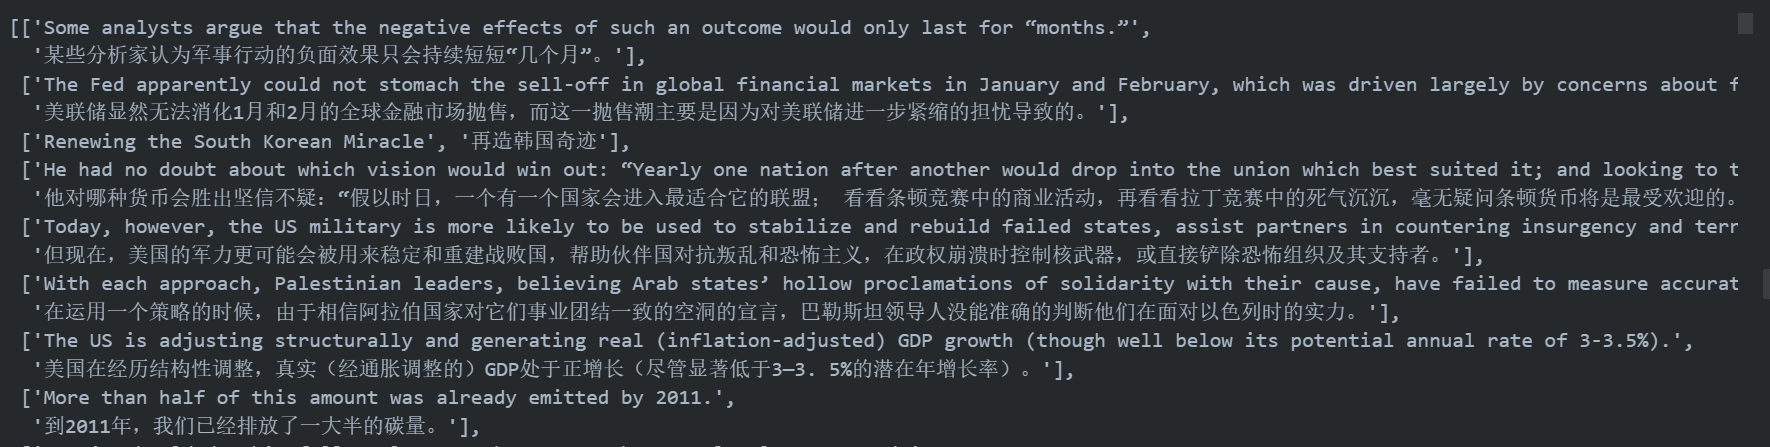 [['Some analysts argue that the negative effects of such an outcome would only last for “months.”',
'某些分析家认为军事行动的负面效果只会持续短短“几个月”。'],
['The Fed apparently could not stomach the sell-off in global financial markets in January and February, which was driven largely by concerns about f
'美联储显然无法消化1月和2月的全球金融市场抛售，而这一抛售潮主要是因为对美联储进一步紧缩的担忧导致的。'],
['Renewing the South Korean Miracle', '再造韩国奇迹'],
['He had no doubt about which vision would win out: “Yearly one nation after another would drop into the union which best suited it; and looking to t
'他对哪种货币会胜出坚信不疑：“假以时日，一个有一个国家会进入最适合它的联盟； 看看条顿竞赛中的商业活动，再看看拉丁竞赛中的死气沉沉，毫无疑问条顿货币将是最受欢迎的。
['Today, however, the US military is more likely to be used to stabilize and rebuild failed states, assist partners in countering insurgency and terr
'但现在，美国的军力更可能会被用来稳定和重建战败国，帮助伙伴国对抗叛乱和恐怖主义，在政权崩溃时控制核武器，或直接铲除恐怖组织及其支持者。'],
['With each approach, Palestinian leaders, believing Arab states’ hollow proclamations of solidarity with their cause, have failed to measure accurat
'在运用一个策略的时候，由于相信阿拉伯国家对它们事业团结一致的空洞的宣言，巴勒斯坦领导人没能准确的判断他们在面对以色列时的实力。'],
['The US is adjusting structurally and generating real (inflation-adjusted) GDP growth (though well below its potential annual rate of 3-3.5%).',
'美国在经历结构性调整，真实（经通胀调整的）GDP处于正增长（尽管显著低于3—3. 5%的潜在年增长率）。'],
['More than half of this amount was already emitted by 2011.',
'到2011年，我们已经排放了一大半的碳量。'],